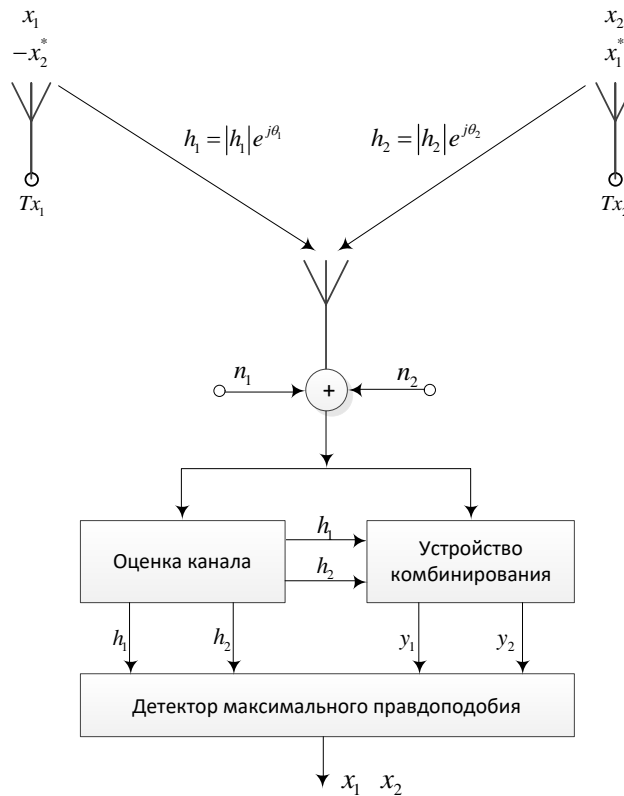 x₁ x₂
−x₂* x₁*
h₁ = |h₁|e^{jθ₁} h₂ = |h₂|e^{jθ₂}
Tx₁ Tx₂
n₁ + n₂
Оценка канала
h₁
h₂
Устройство
комбинирования
h₁ h₂ y₁ y₂
Детектор максимального правдоподобия
x₁ x₂